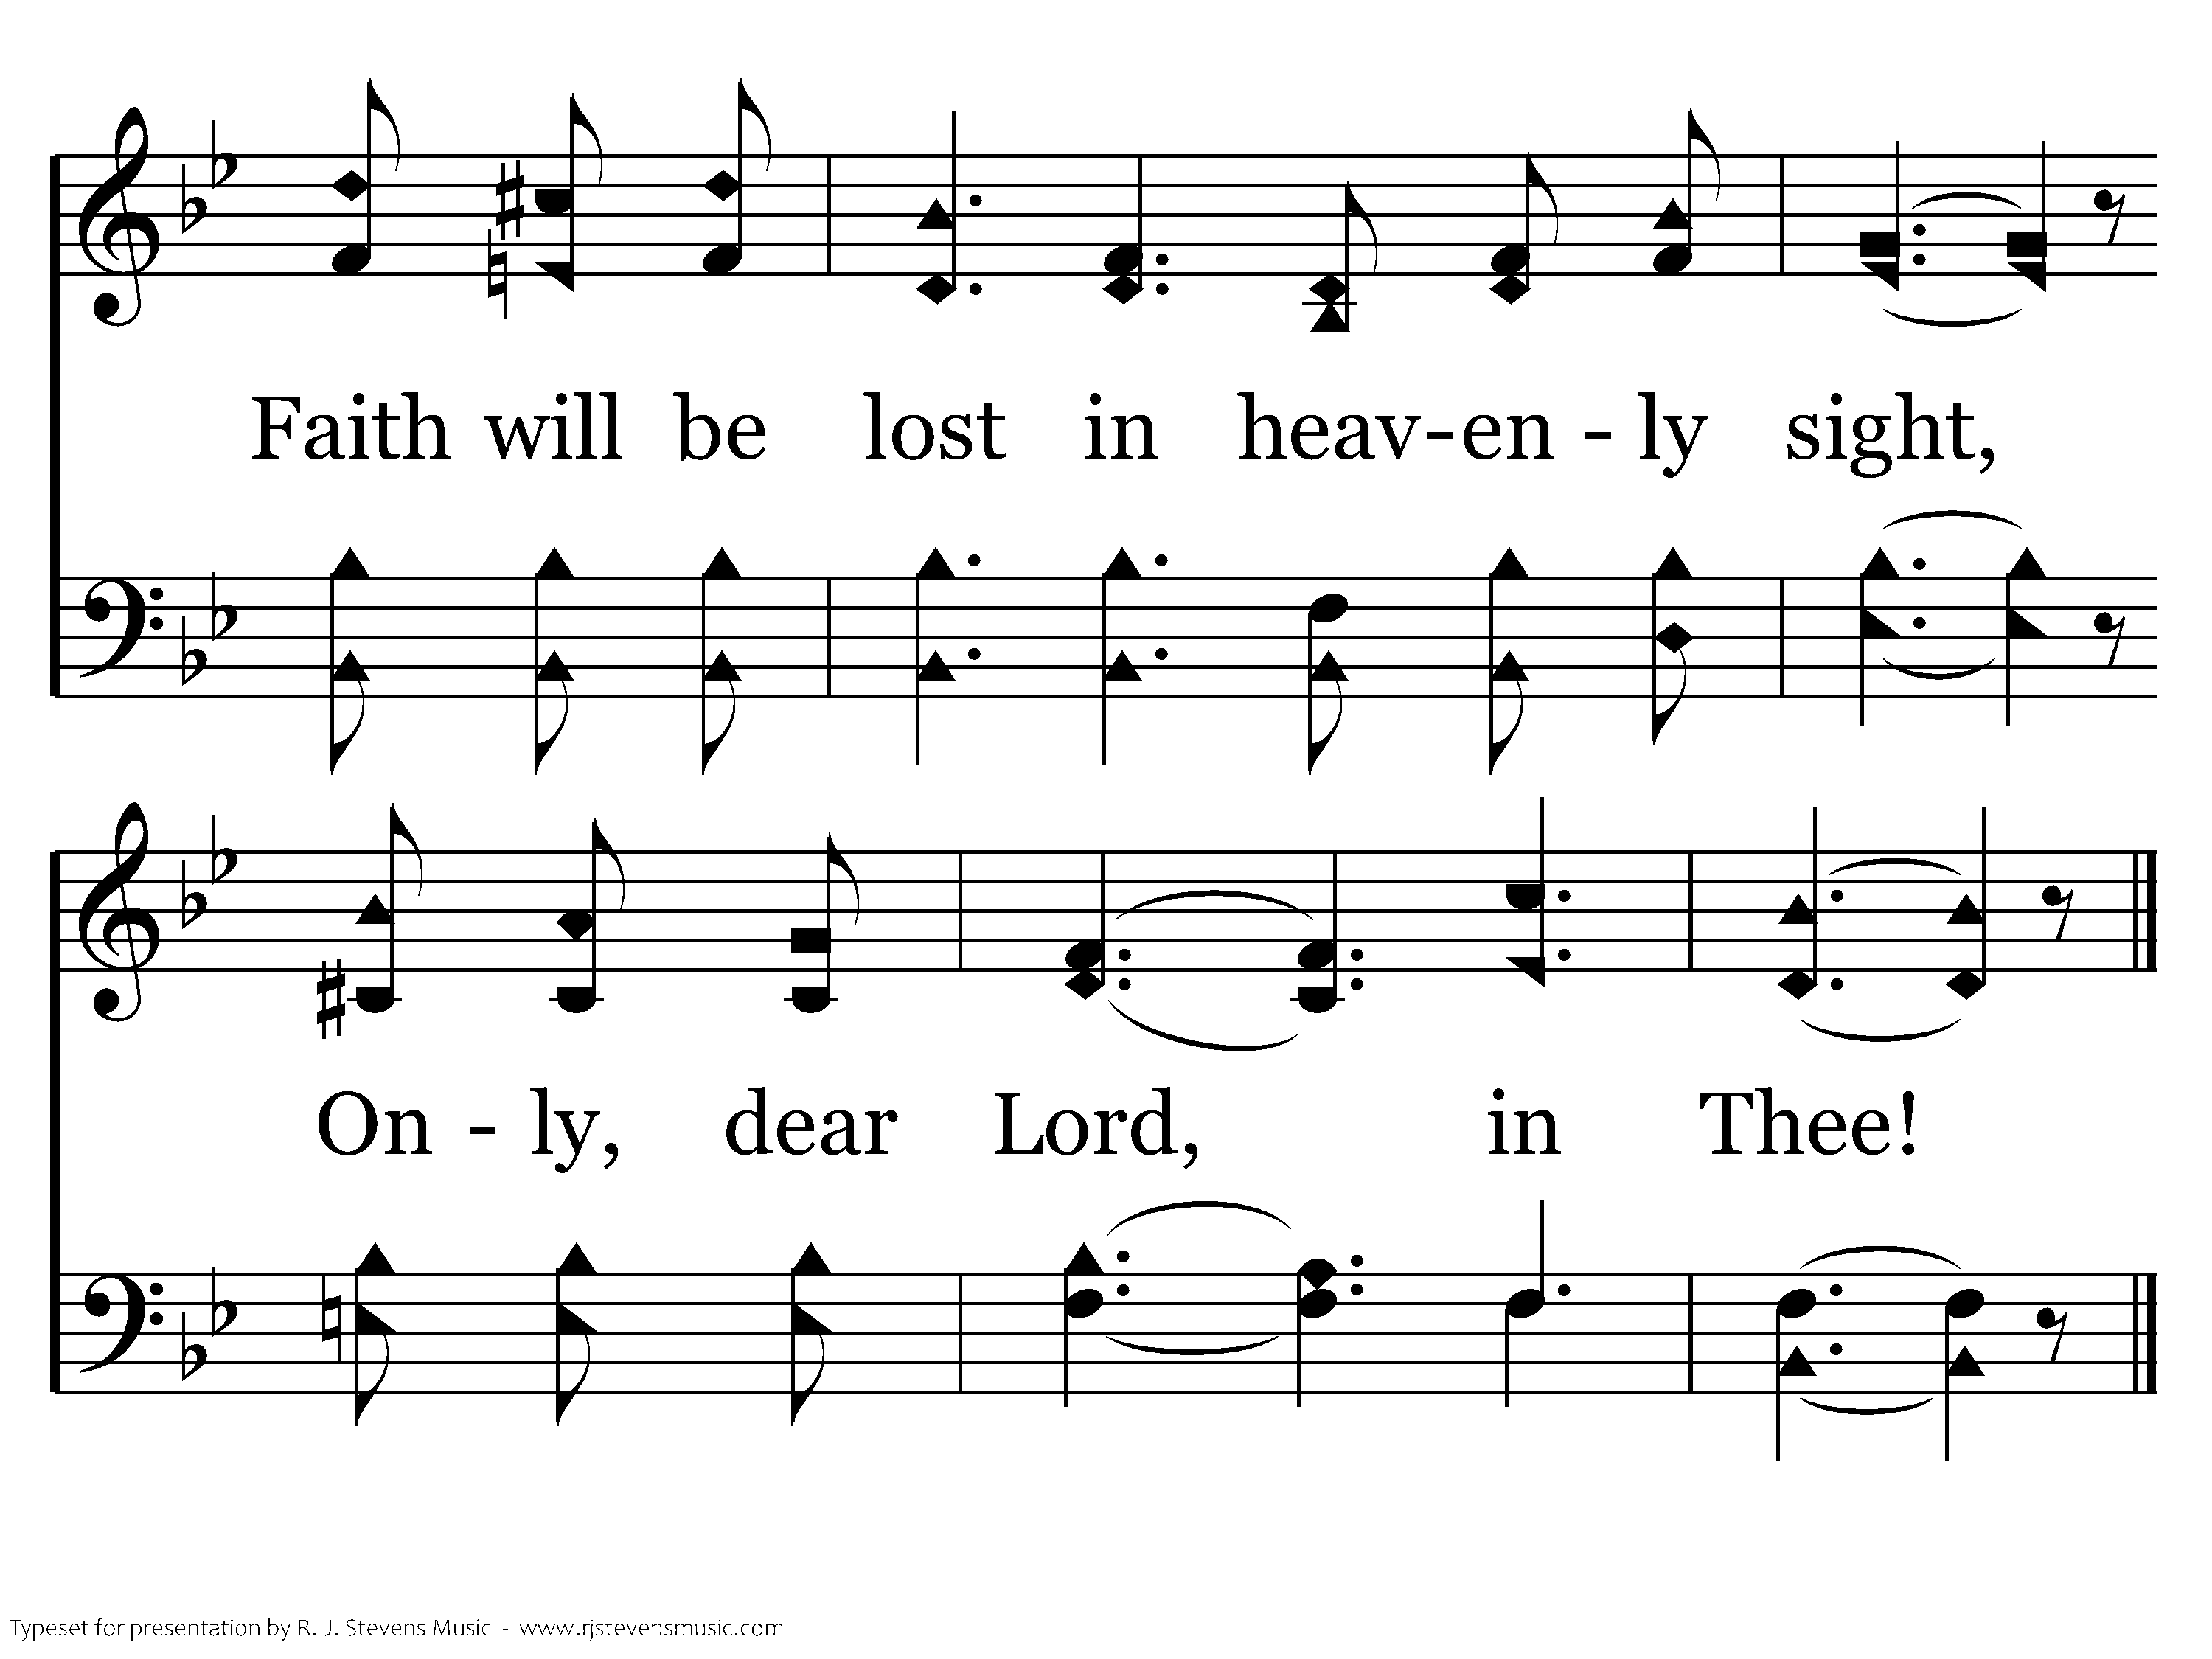 Faith will be lost in heav-en - ly sight,
On - ly, dear Lord, in Thee!
Typeset for presentation by R. J. Stevens Music - www.rjstevensmusic.com